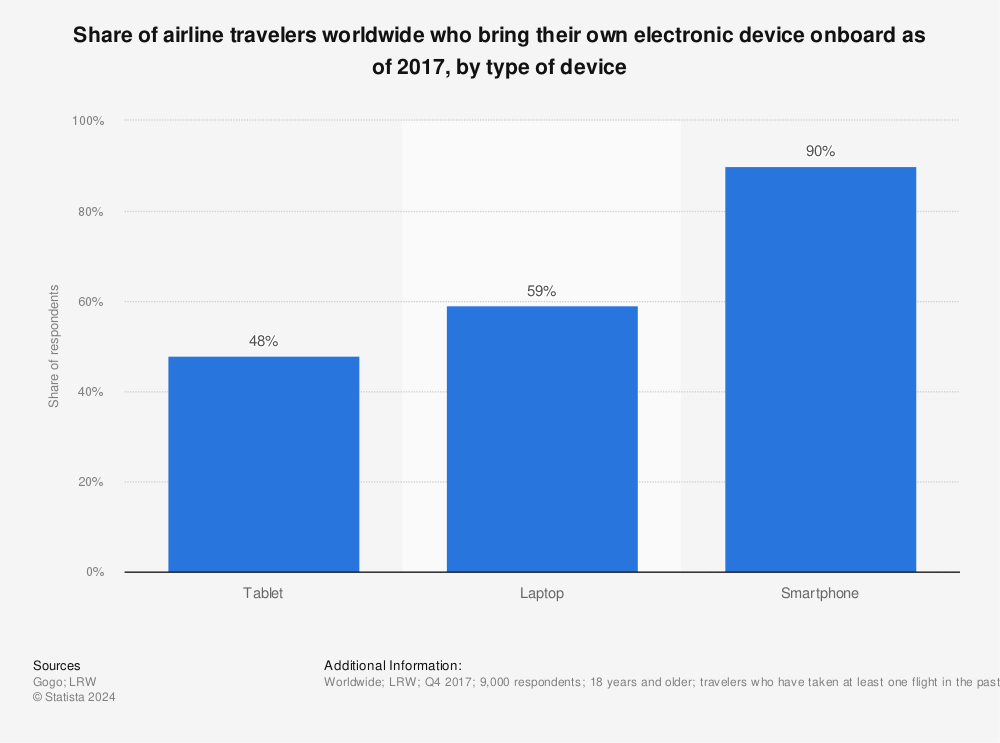 Share of airline travelers worldwide who bring their own electronic device onboard as
of 2017, by type of device
100%
80%
60%
40%
20%
0%
Share of respondents
48%
59%
90%
Tablet
Laptop
Smartphone
Sources
Gogo; LRW
© Statista 2024
Additional Information:
Worldwide; LRW; Q4 2017; 9,000 respondents; 18 years and older; travelers who have taken at least one flight in the past